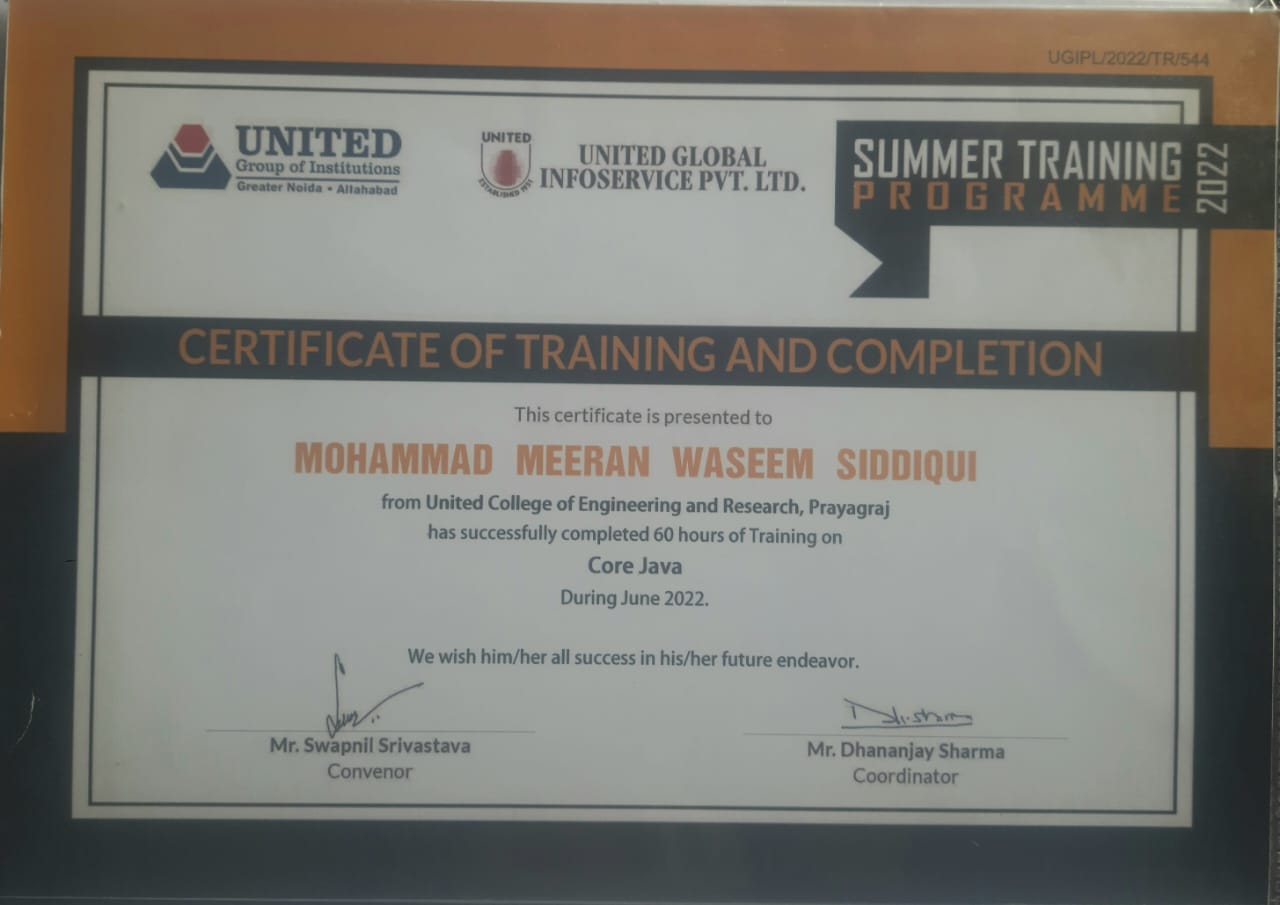 UGIPL/2022/TR/544
UNITED
Group of Institutions
Greater Noida • Allahabad
UNITED
ESTABLISHED 1951
UNITED GLOBAL
INFOSERVICE PVT. LTD.
SUMMER TRAINING
PROGRAMME
2022
CERTIFICATE OF TRAINING AND COMPLETION
This certificate is presented to
MOHAMMAD MEERAN WASEEM SIDDIQUI
from United College of Engineering and Research, Prayagraj
has successfully completed 60 hours of Training on
Core Java
During June 2022.
We wish him/her all success in his/her future endeavor.
Mr. Swapnil Srivastava
Convenor
Mr. Dhananjay Sharma
Coordinator